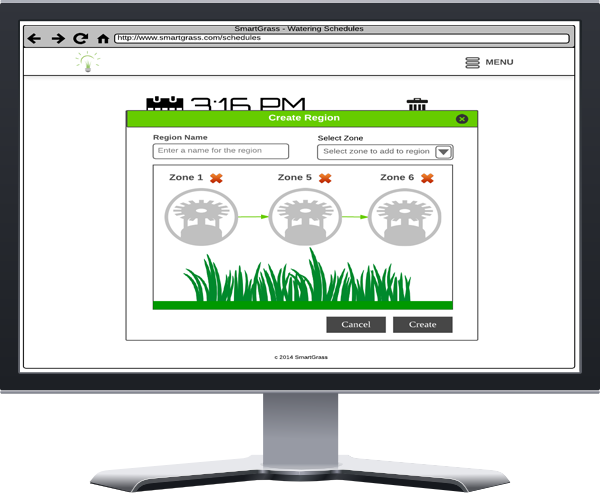 SmartGrass - Watering Schedules
http://www.smartgrass.com/schedules
MENU
3:16 PM
Create Region
Region Name
Select Zone
Enter a name for the region
Select zone to add to region
Zone 1
Zone 5
Zone 6
Cancel
Create
c 2014 SmartGrass